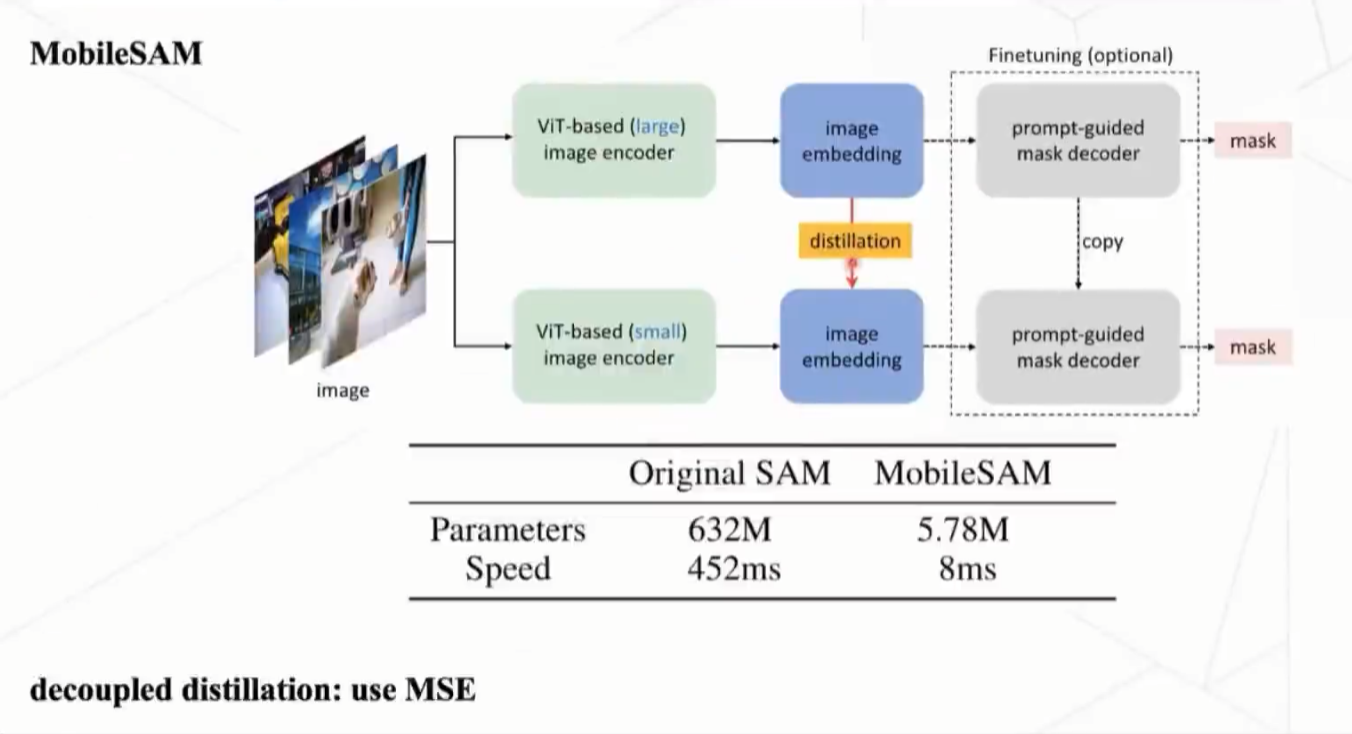 MobileSAM
Finetuning (optional)
ViT-based (large)
image encoder
image
embedding
prompt-guided
mask decoder
mask
distillation
copy
ViT-based (small)
image encoder
image
embedding
prompt-guided
mask decoder
mask
image
Original SAM MobileSAM
Parameters 632M 5.78M
Speed 452ms 8ms
decoupled distillation: use MSE